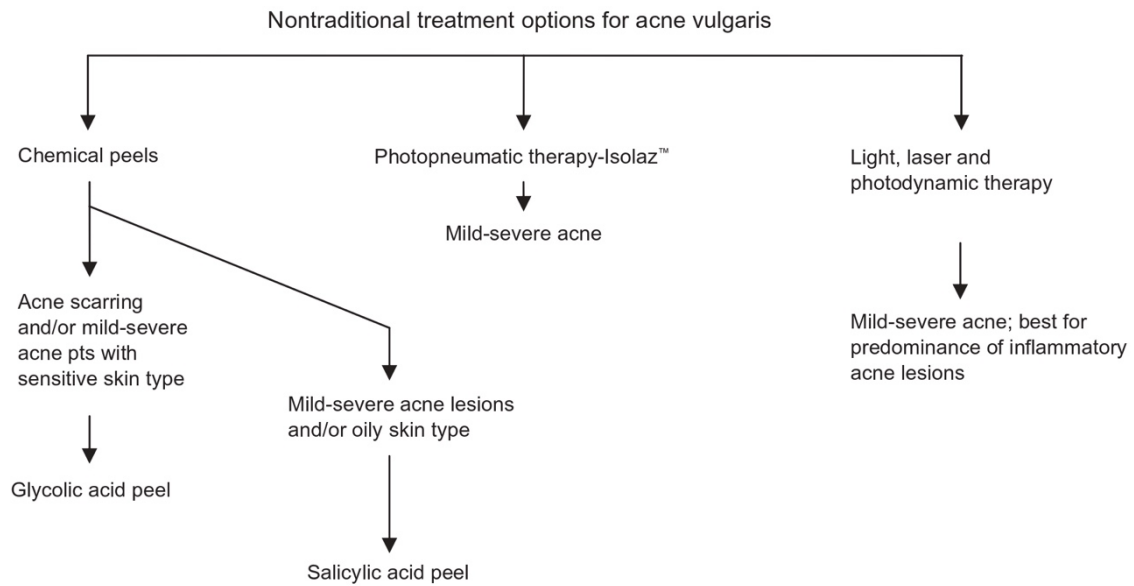 Nontraditional treatment options for acne vulgaris
Chemical peels
Photopneumatic therapy-Isolaz™
Light, laser and
photodynamic therapy
Mild-severe acne
Acne scarring
and/or mild-severe
acne pts with
sensitive skin type
Mild-severe acne; best for
predominance of inflammatory
acne lesions
Mild-severe acne lesions
and/or oily skin type
Glycolic acid peel
Salicylic acid peel